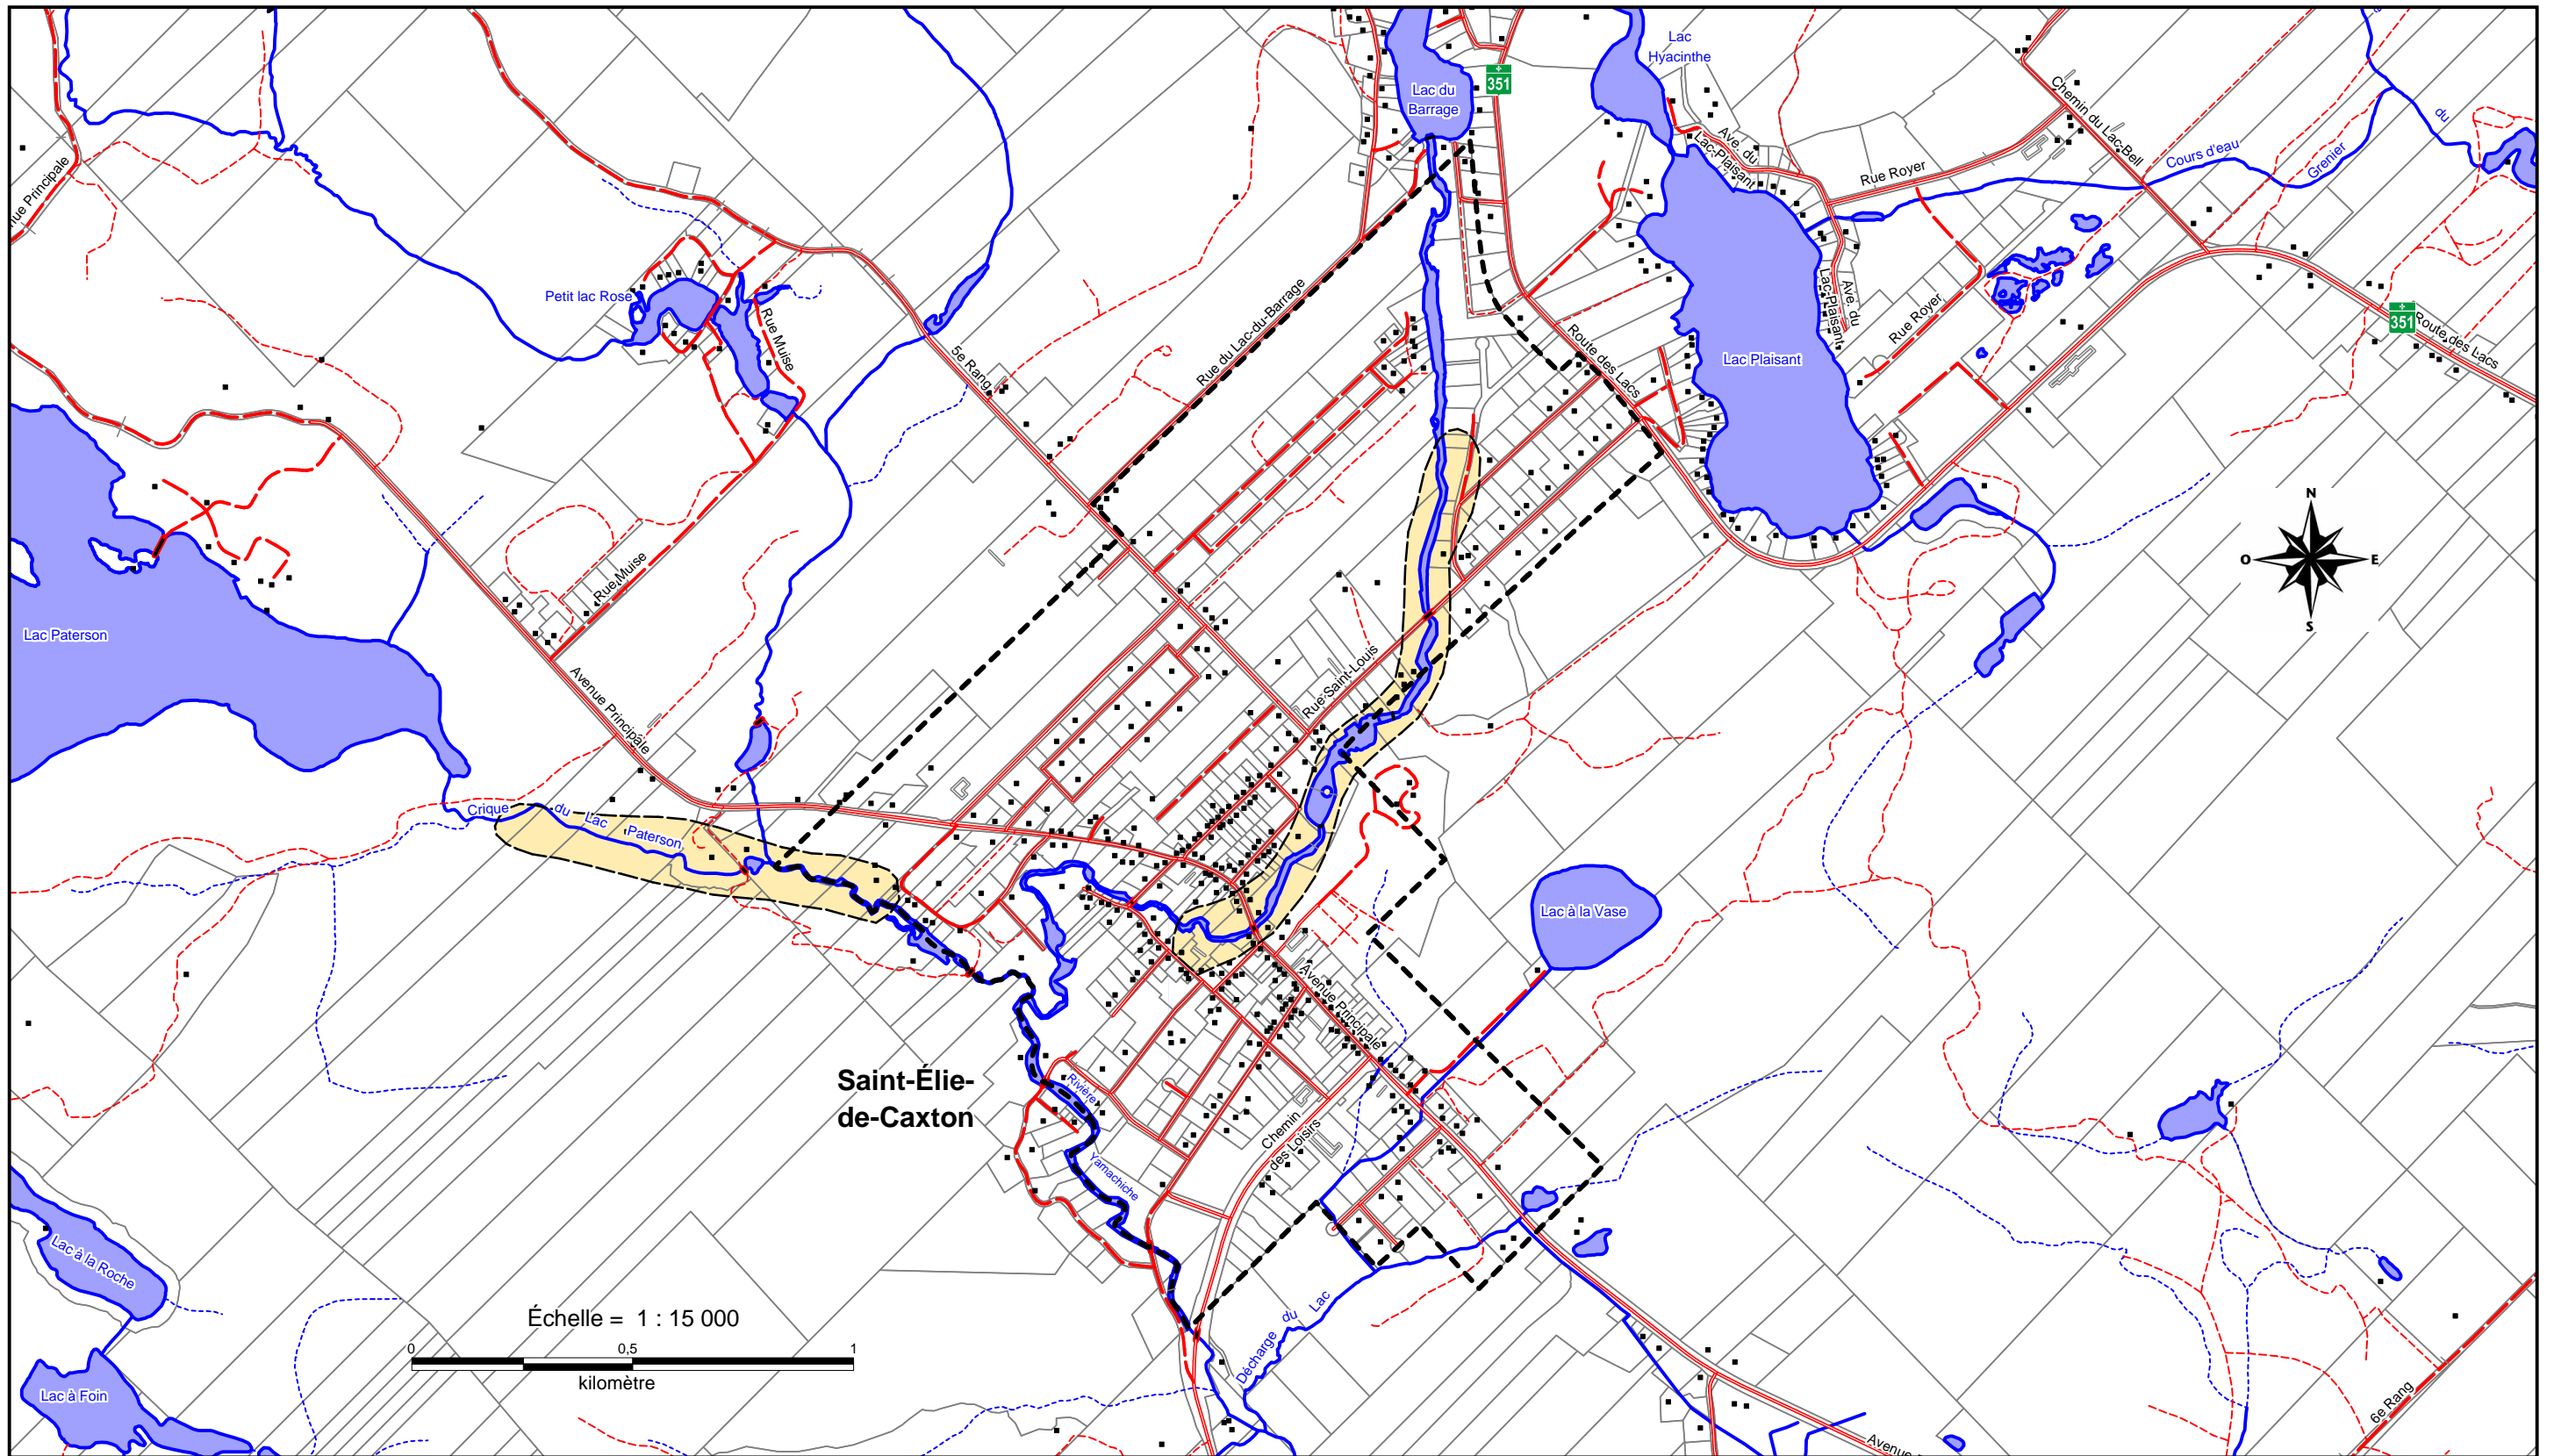 Lac
Hyacinthe
351
Lac du
Barrage
Chemin du Lac-Bell
du
Ave. du
Lac-Plaisant
Rue Royer
Cours d'eau
Grenier
Rue Principale
Petit lac Rose
Rue Muise
5e Rang
Rue du Lac-du-Barrage
Route des Lacs
Lac Plaisant
Ave. du
Lac-Plaisant
Rue Royer
351
Route des Lacs
N
O
E
S
Rue Muise
Lac Paterson
Avenue Principale
Rue Saint-Louis
Crique
du
Lac
Paterson
Lac à la Vase
Avenue Principale
Saint-Élie-
de-Caxton
Rivière
Yamachiche
Chemin
des Loisirs
Lac à la Roche
Décharge
du
Lac
Échelle = 1 : 15 000
0
0,5
1
kilomètre
Lac à Foin
6e Rang
Avenue